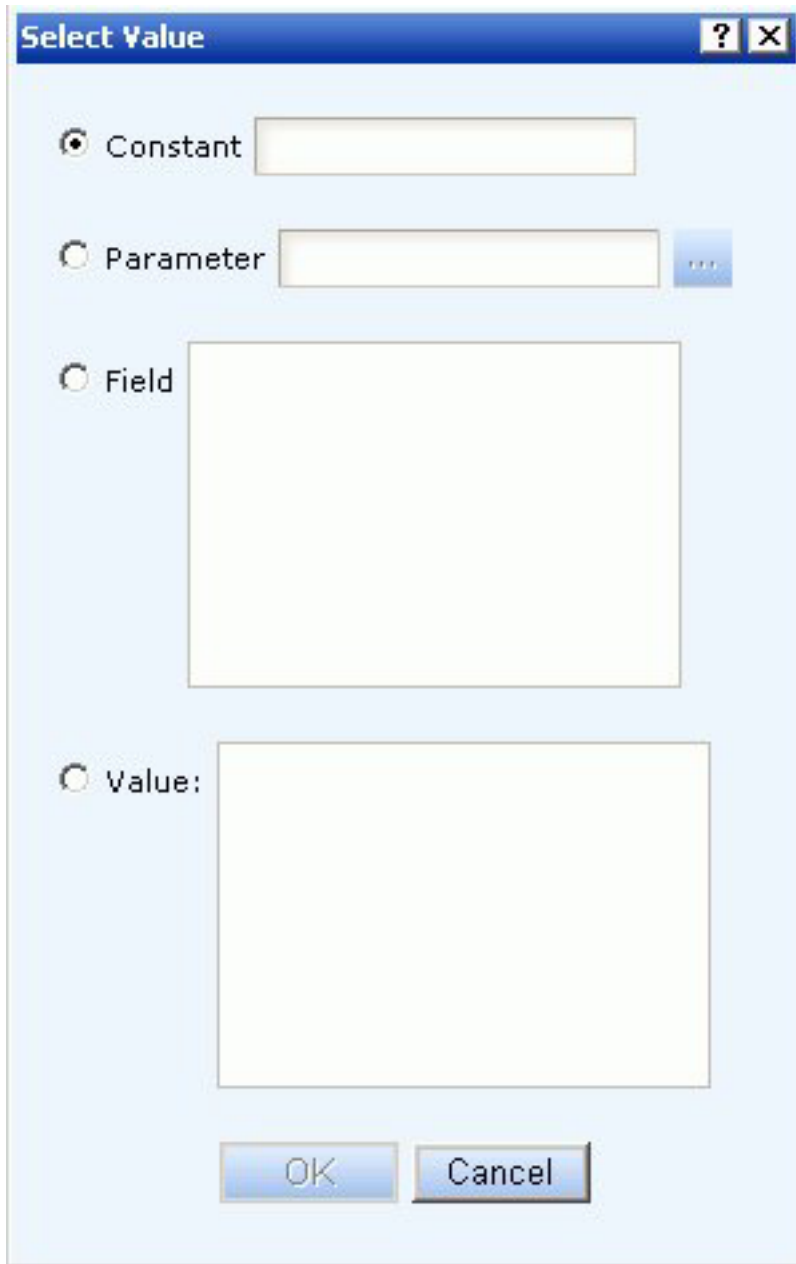 Select Value ?
Constant
Parameter ...
Field
Value:
OK Cancel